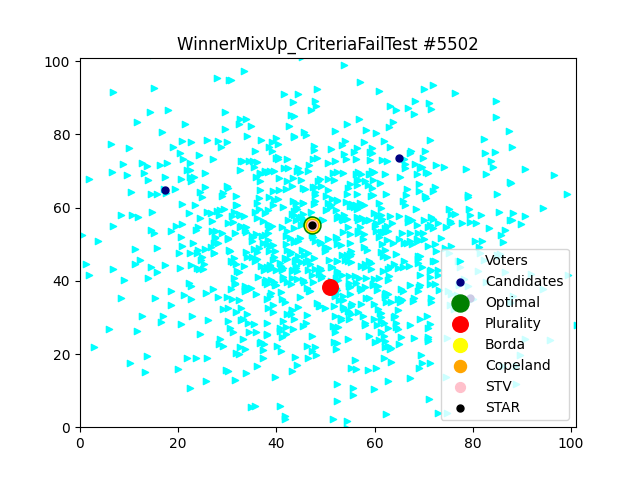 WinnerMixUp_CriteriaFailTest #5502
100
80
60
40
20
0
0 20 40 60 80 100
Voters
Candidates
Optimal
Plurality
Borda
Copeland
STV
STAR